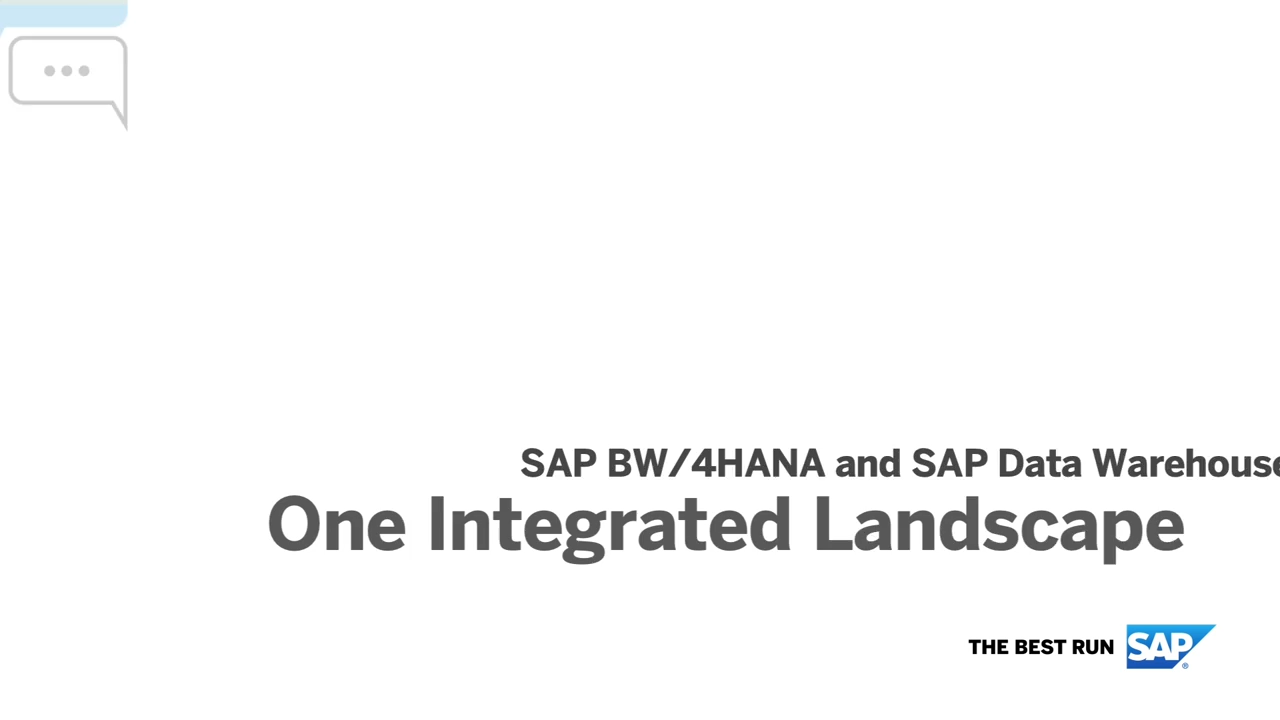 SAP BW/4HANA and SAP Data Warehouse
One Integrated Landscape
THE BEST RUN SAP®